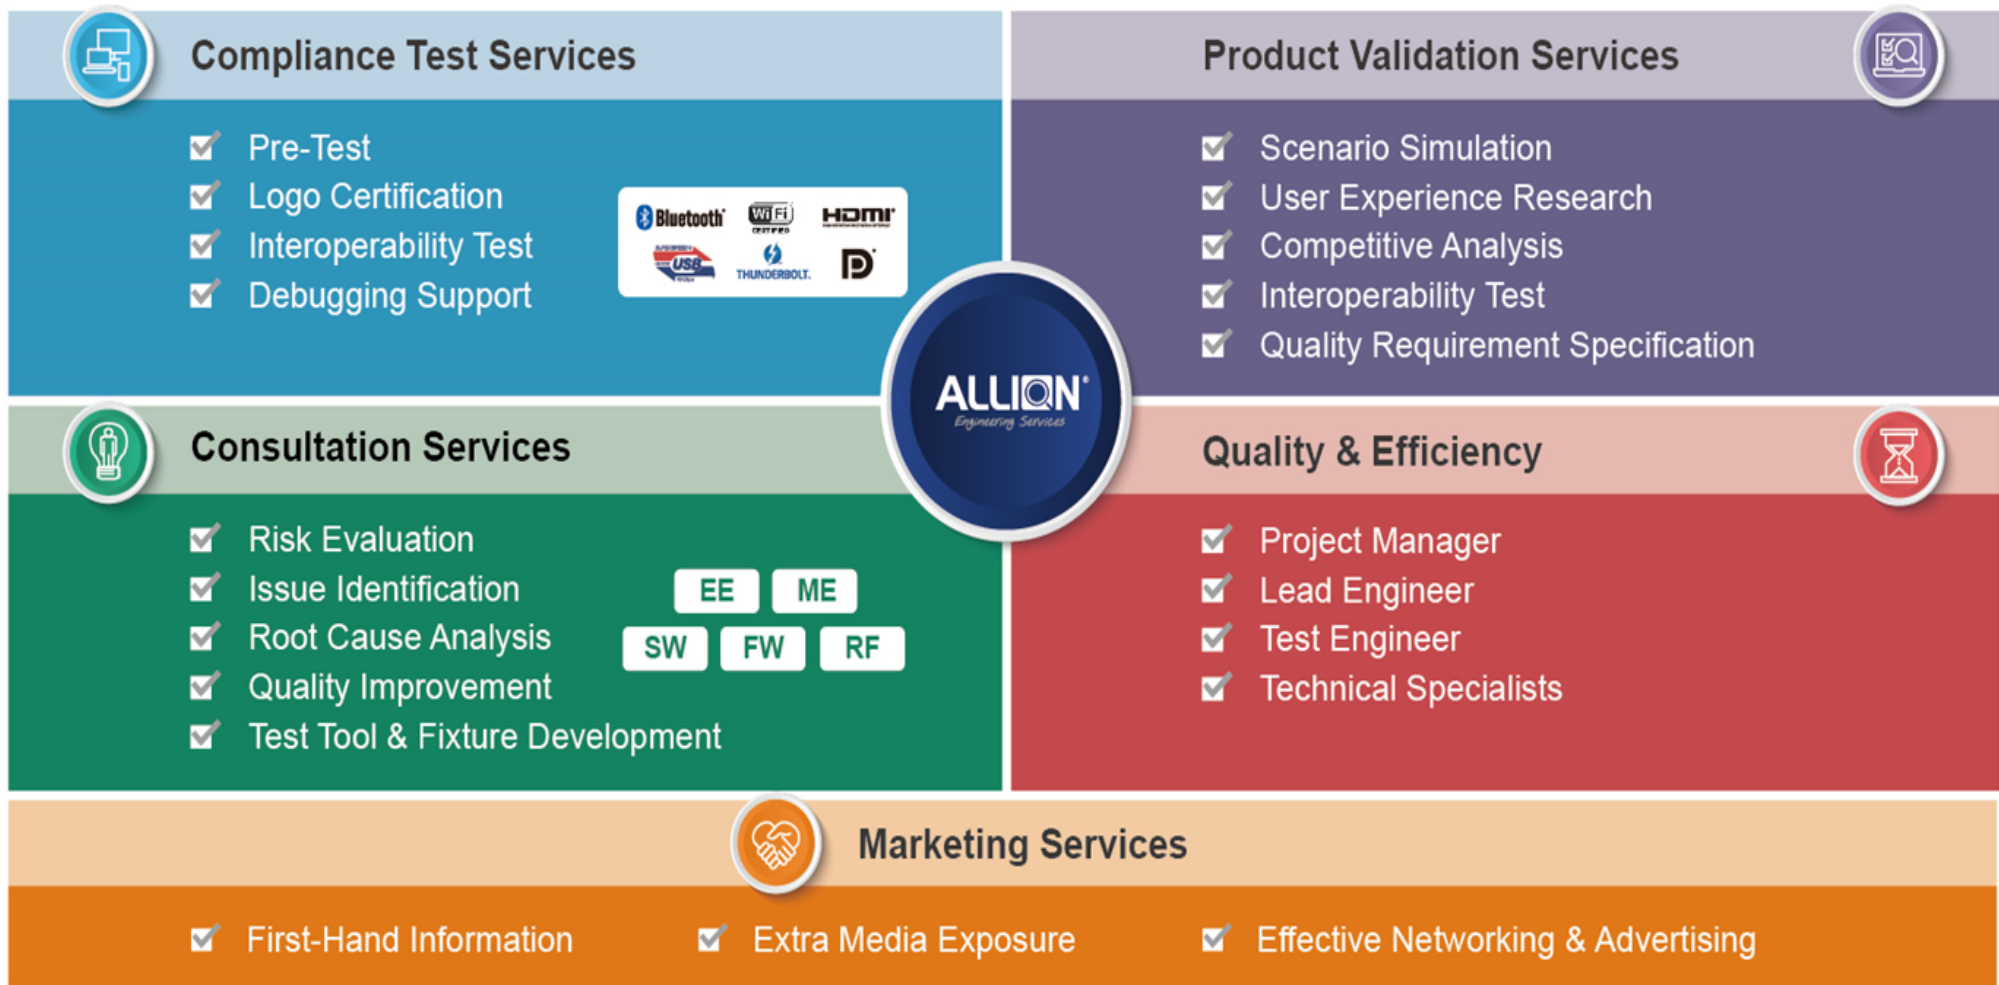 Compliance Test Services
Pre-Test
Logo Certification
Interoperability Test
Debugging Support
Bluetooth
Wi Fi
CERTIFIED
HDMI
USB
THUNDERBOLT.
Product Validation Services
Scenario Simulation
User Experience Research
Competitive Analysis
Interoperability Test
Quality Requirement Specification
ALLION®
Engineering Services
Consultation Services
Risk Evaluation
Issue Identification
Root Cause Analysis
Quality Improvement
Test Tool & Fixture Development
EE ME
SW FW RF
Quality & Efficiency
Project Manager
Lead Engineer
Test Engineer
Technical Specialists
Marketing Services
First-Hand Information
Extra Media Exposure
Effective Networking & Advertising